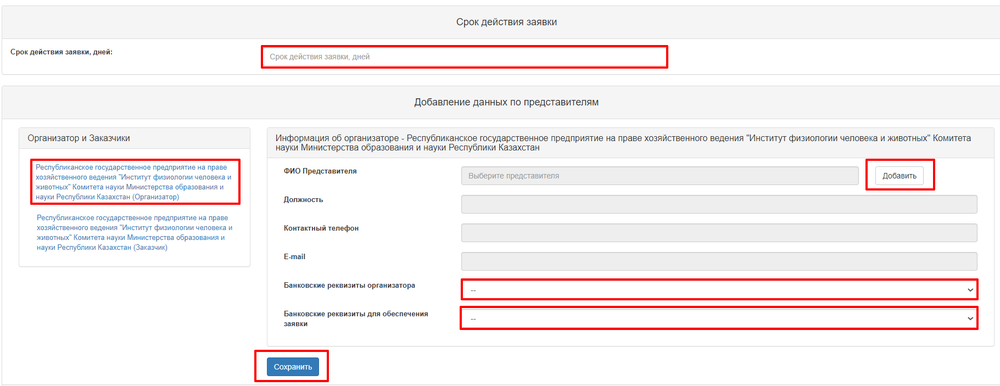 Срок действия заявки
Срок действия заявки, дней:
Срок действия заявки, дней
Добавление данных по представителям
Организатор и Заказчики
Республиканское государственное предприятие на праве
хозяйственного ведения "Институт физиологии человека и
животных" Комитета науки Министерства образования и
науки Республики Казахстан (Организатор)
Республиканское государственное предприятие на праве
хозяйственного ведения "Институт физиологии человека и
животных" Комитета науки Министерства образования и
науки Республики Казахстан (Заказчик)
Информация об организаторе - Республиканское государственное предприятие на праве хозяйственного ведения "Институт физиологии человека и животных" Комитета
науки Министерства образования и науки Республики Казахстан
ФИО Представителя
Выберите представителя
Добавить
Должность
Контактный телефон
E-mail
Банковские реквизиты организатора
--
Банковские реквизиты для обеспечения
заявки
--
Сохранить